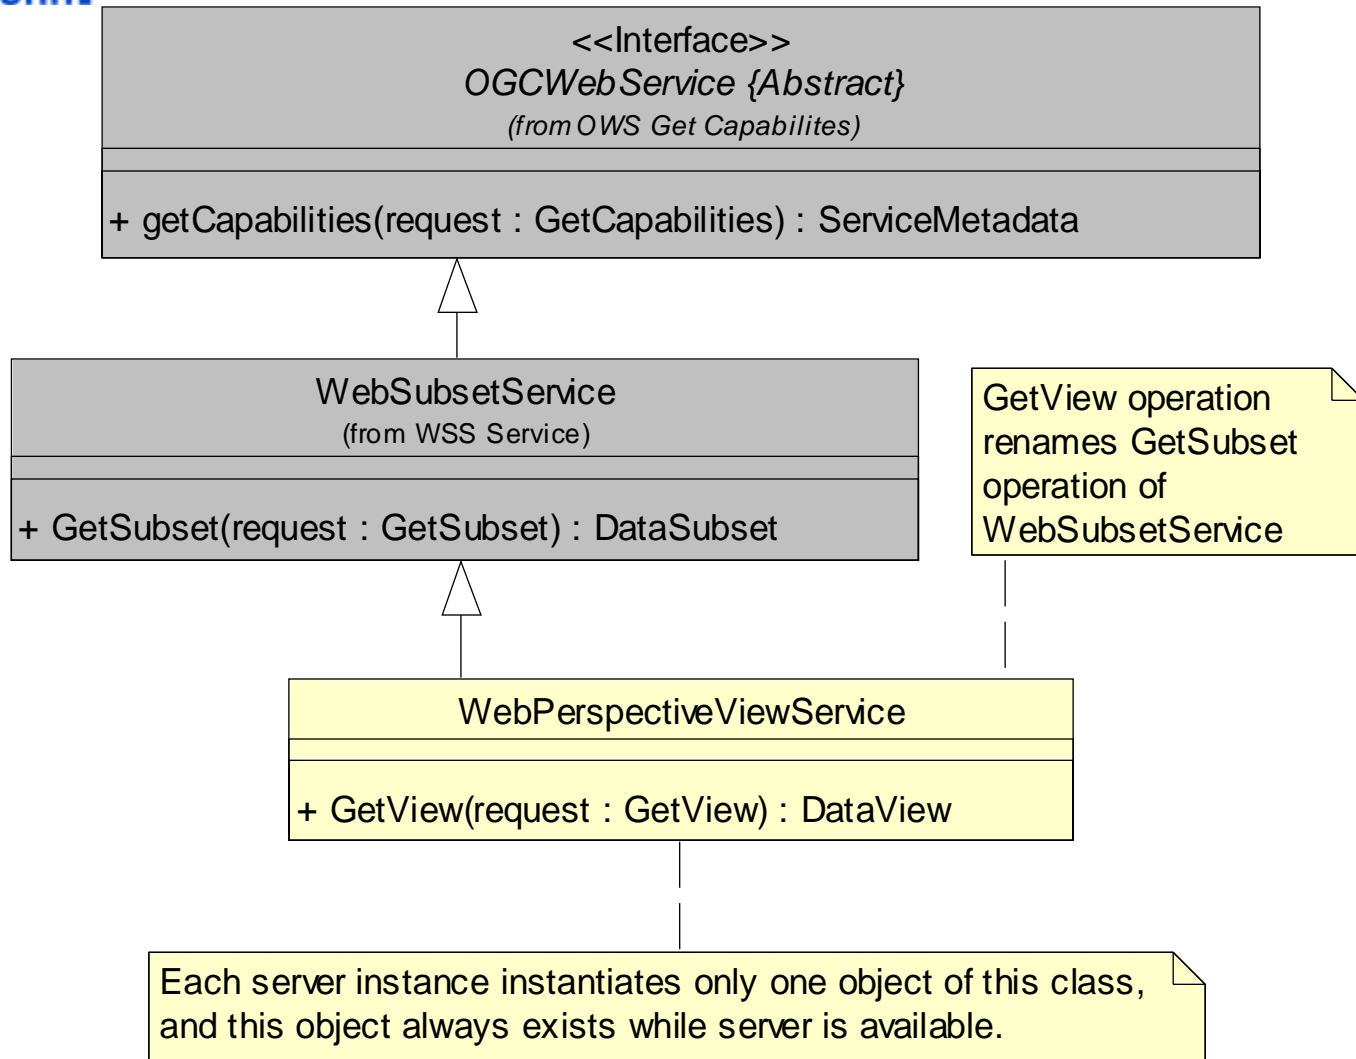 <<Interface>>
OGCWebService {Abstract}
(from OWS Get Capabilites)
+ getCapabilities(request : GetCapabilities) : ServiceMetadata
WebSubsetService
(from WSS Service)
+ GetSubset(request : GetSubset) : DataSubset
GetView operation
renames GetSubset
operation of
WebSubsetService
WebPerspectiveViewService
+ GetView(request : GetView) : DataView
Each server instance instantiates only one object of this class,
and this object always exists while server is available.